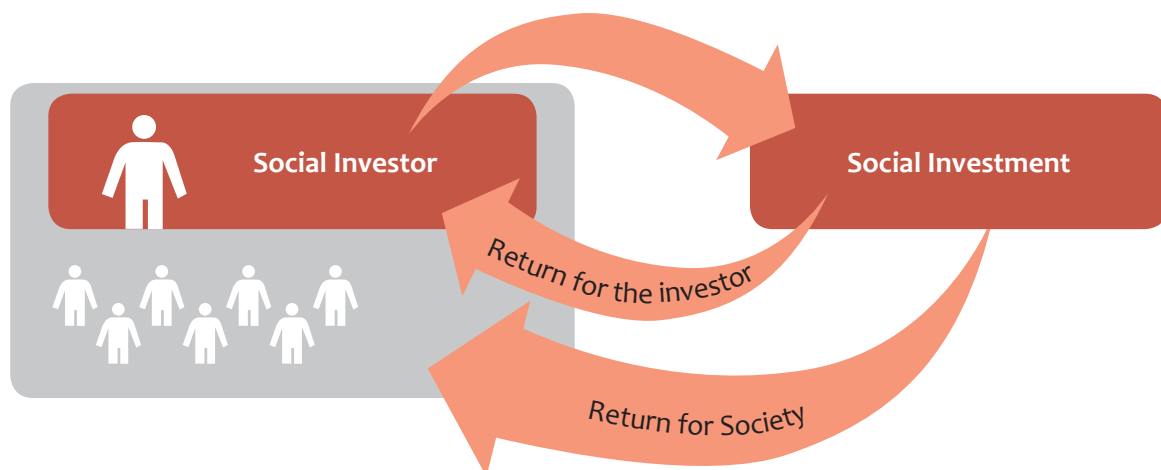 Social Investor
Social Investment
Return for the investor
Return for Society